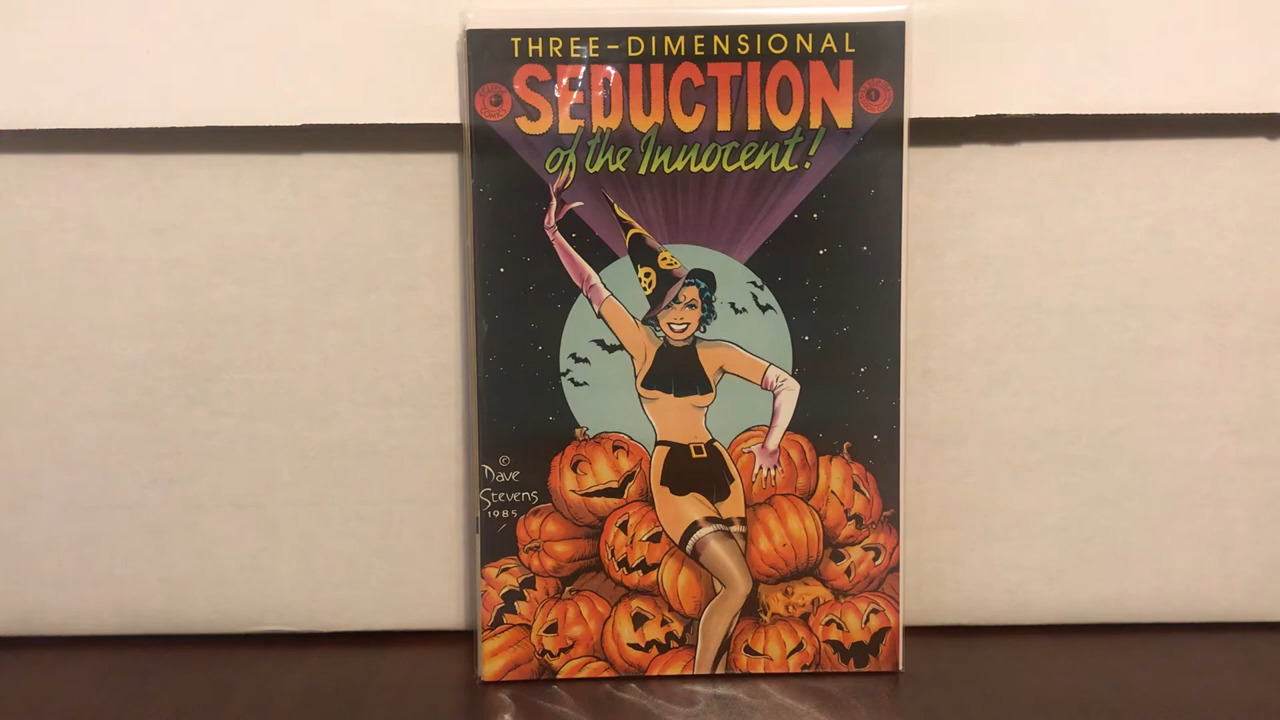 THREE-DIMENSIONAL
SEDUCTION
of the Innocent!
©
Dave
Stevens
1985